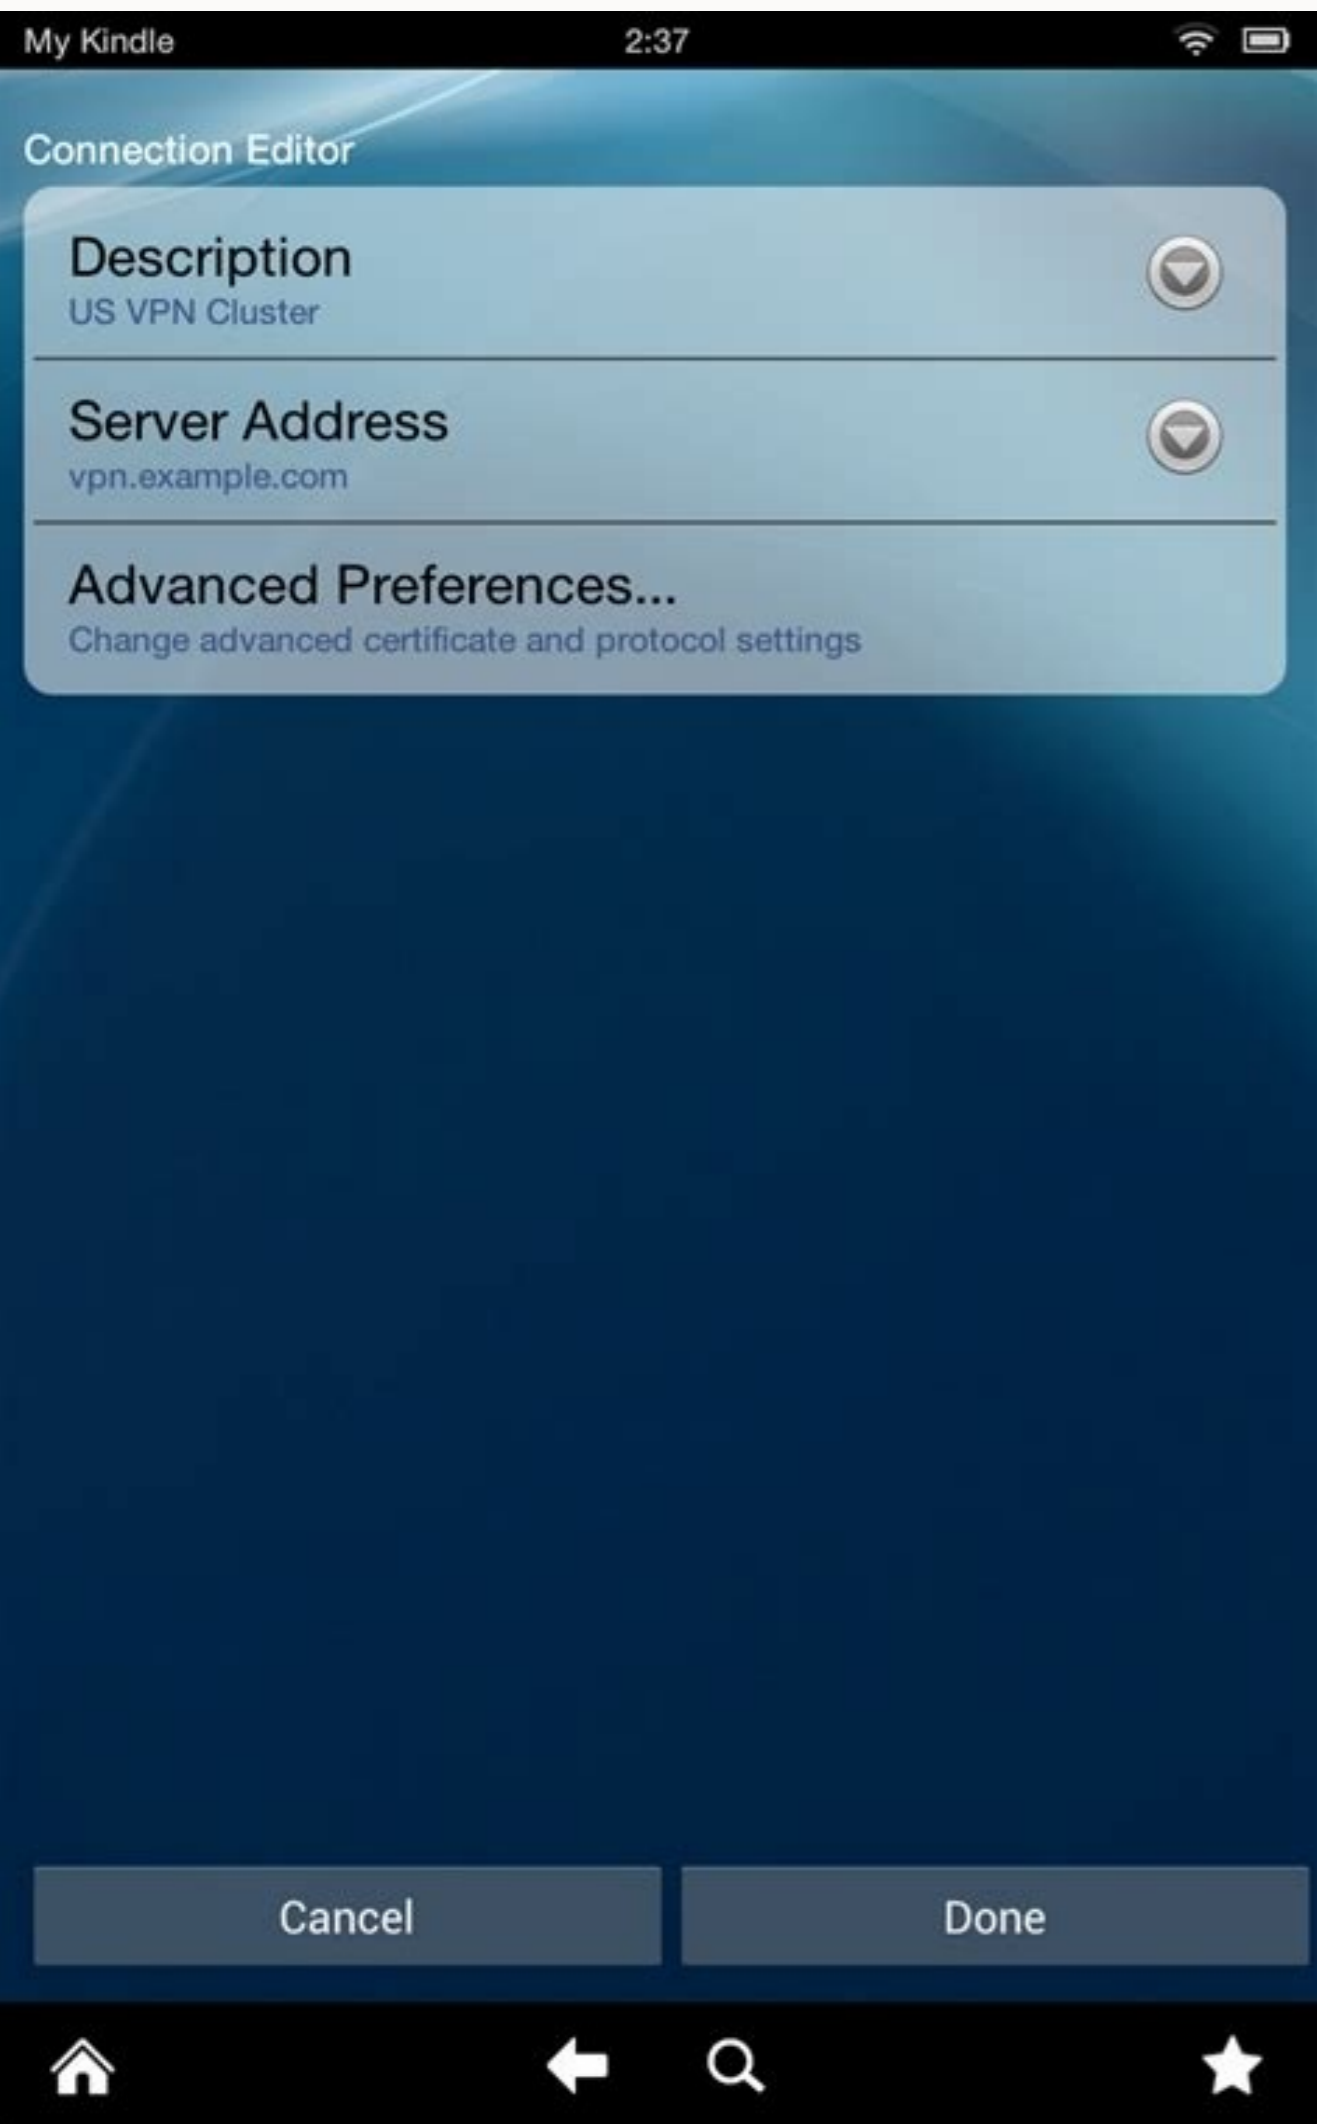 My Kindle 2:37
Connection Editor
Description
US VPN Cluster
Server Address
vpn.example.com
Advanced Preferences...
Change advanced certificate and protocol settings
Cancel Done